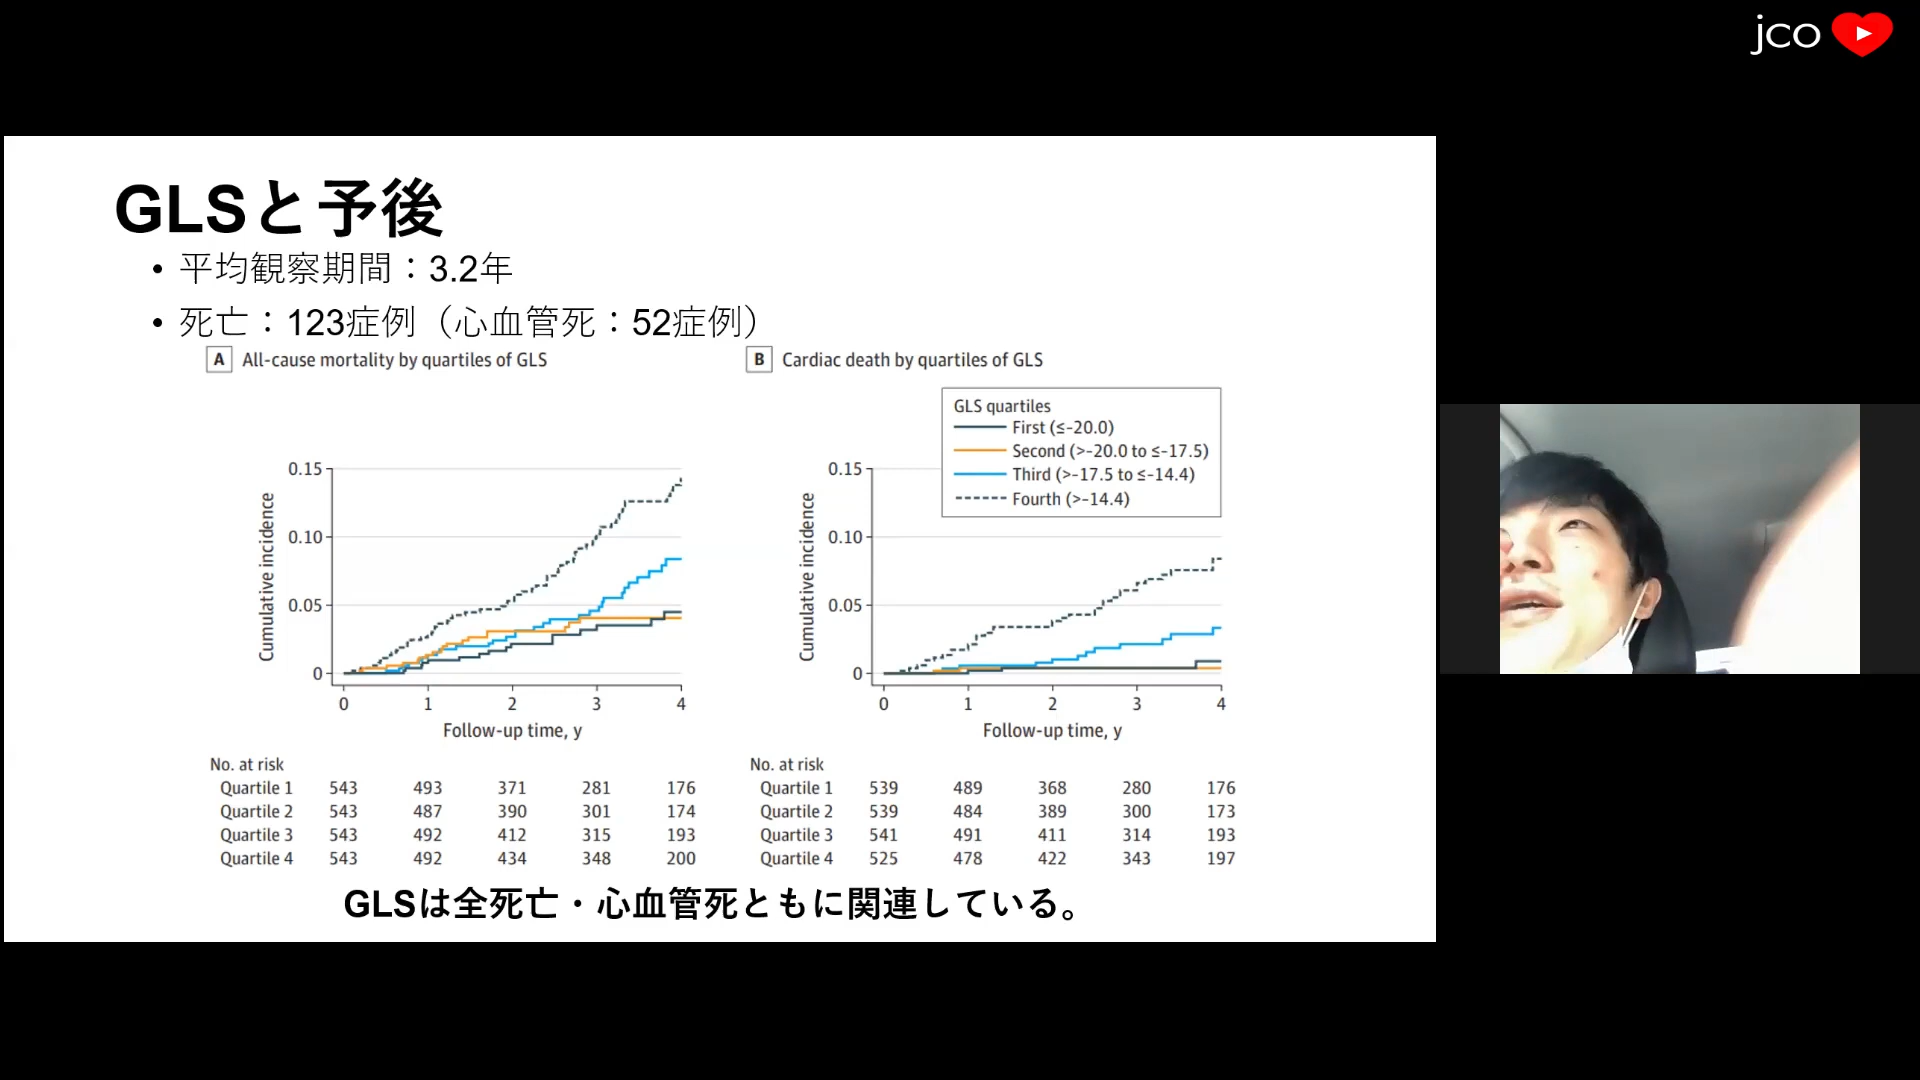 jco
GLSと予後
• 平均観察期間：3.2年
• 死亡：123症例（心血管死：52症例）
A All-cause mortality by quartiles of GLS
0.15
0.10
0.05
0
Cumulative incidence
0 1 2 3 4
Follow-up time, y
No. at risk
Quartile 1 543 493 371 281 176
Quartile 2 543 487 390 301 174
Quartile 3 543 492 412 315 193
Quartile 4 543 492 434 348 200
B Cardiac death by quartiles of GLS
GLS quartiles
First (≤-20.0)
Second (>-20.0 to ≤-17.5)
Third (>-17.5 to ≤-14.4)
Fourth (>-14.4)
0.15
0.10
0.05
0
Cumulative incidence
0 1 2 3 4
Follow-up time, y
No. at risk
Quartile 1 539 489 368 280 176
Quartile 2 539 484 389 300 173
Quartile 3 541 491 411 314 193
Quartile 4 525 478 422 343 197
GLSは全死亡・心血管死ともに関連している。